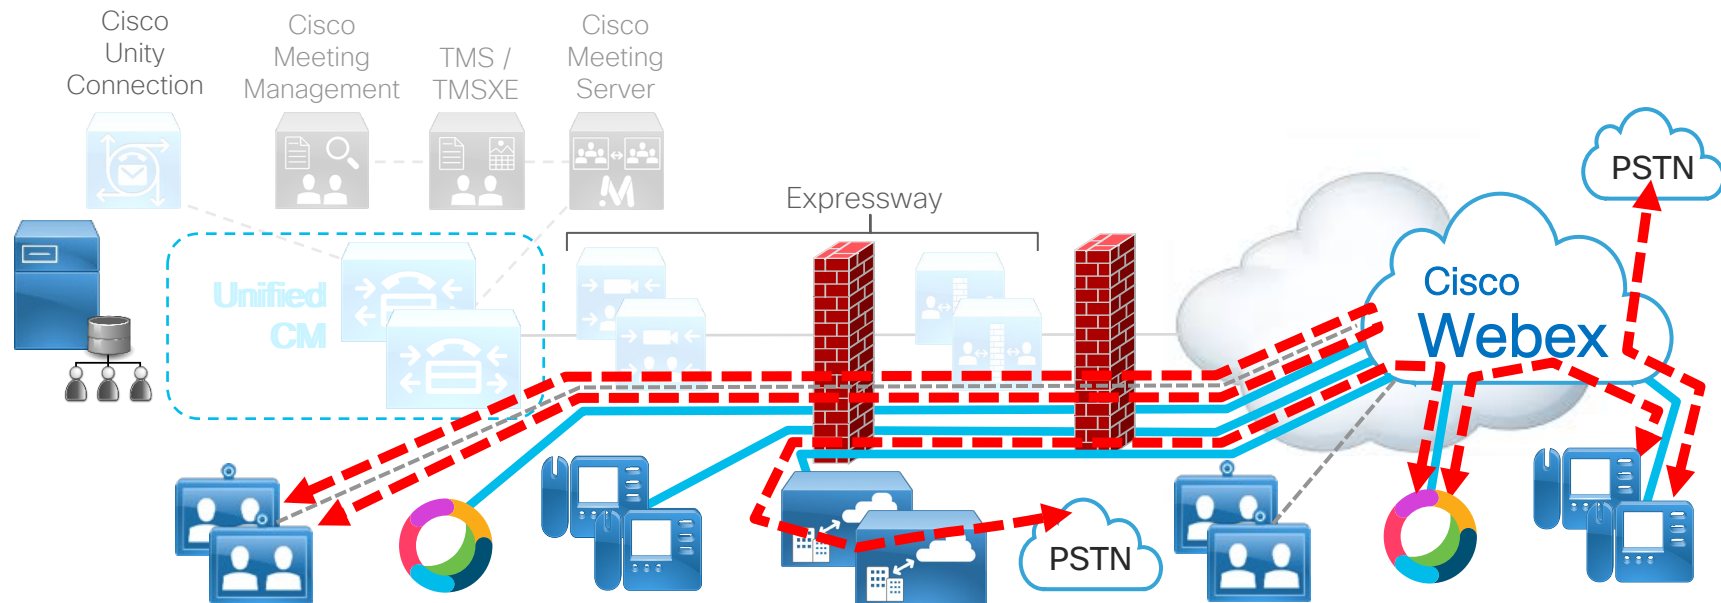 Cisco
Unity
Connection
Cisco
Meeting
Management
TMS /
TMSXE
Cisco
Meeting
Server
PSTN
Expressway
Unified
CM
Cisco
Webex
PSTN